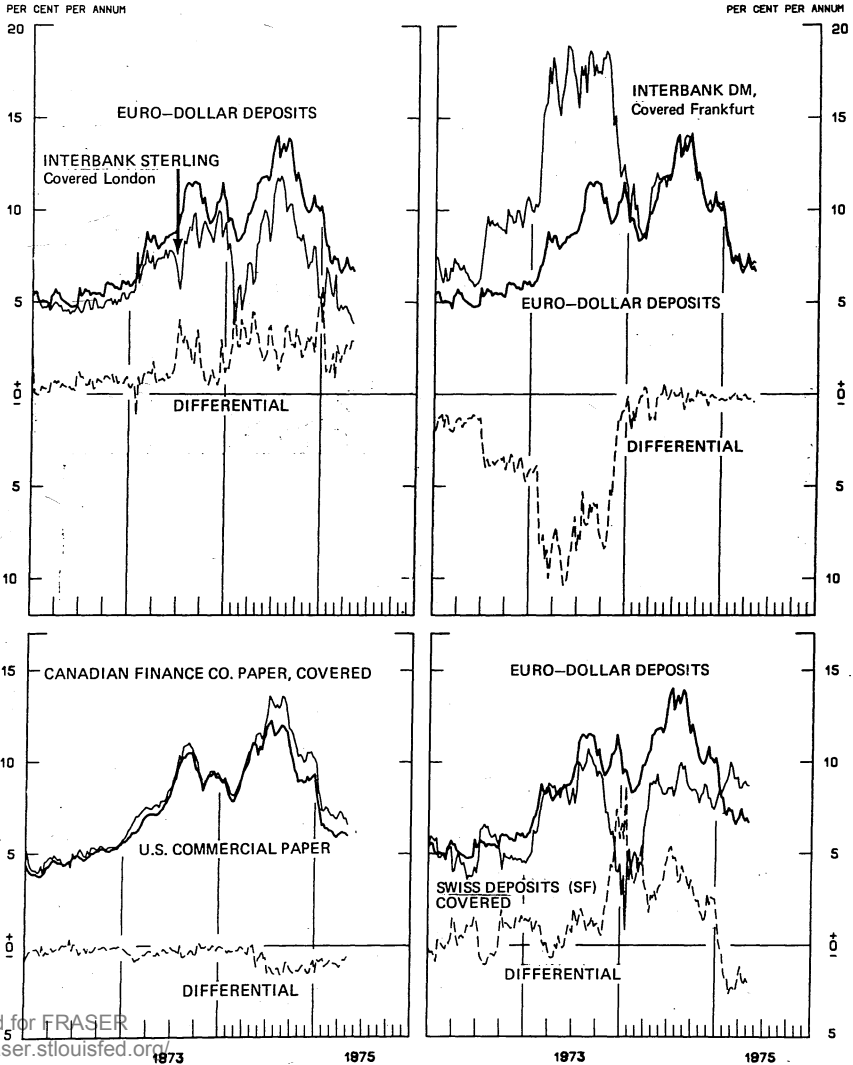 PER CENT PER ANNUM
PER CENT PER ANNUM
20
15
10
5
+
0
–
5
10
EURO–DOLLAR DEPOSITS
INTERBANK STERLING
Covered London
DIFFERENTIAL
20
15
10
5
+
0
–
5
10
INTERBANK DM,
Covered Frankfurt
EURO–DOLLAR DEPOSITS
DIFFERENTIAL
15
10
5
+
0
–
5
CANADIAN FINANCE CO. PAPER, COVERED
U.S. COMMERCIAL PAPER
DIFFERENTIAL
1973
1975
15
10
5
+
0
–
5
EURO–DOLLAR DEPOSITS
SWISS DEPOSITS (SF)
COVERED
DIFFERENTIAL
1973
1975
d for FRASER
ser.stlouisfed.org/